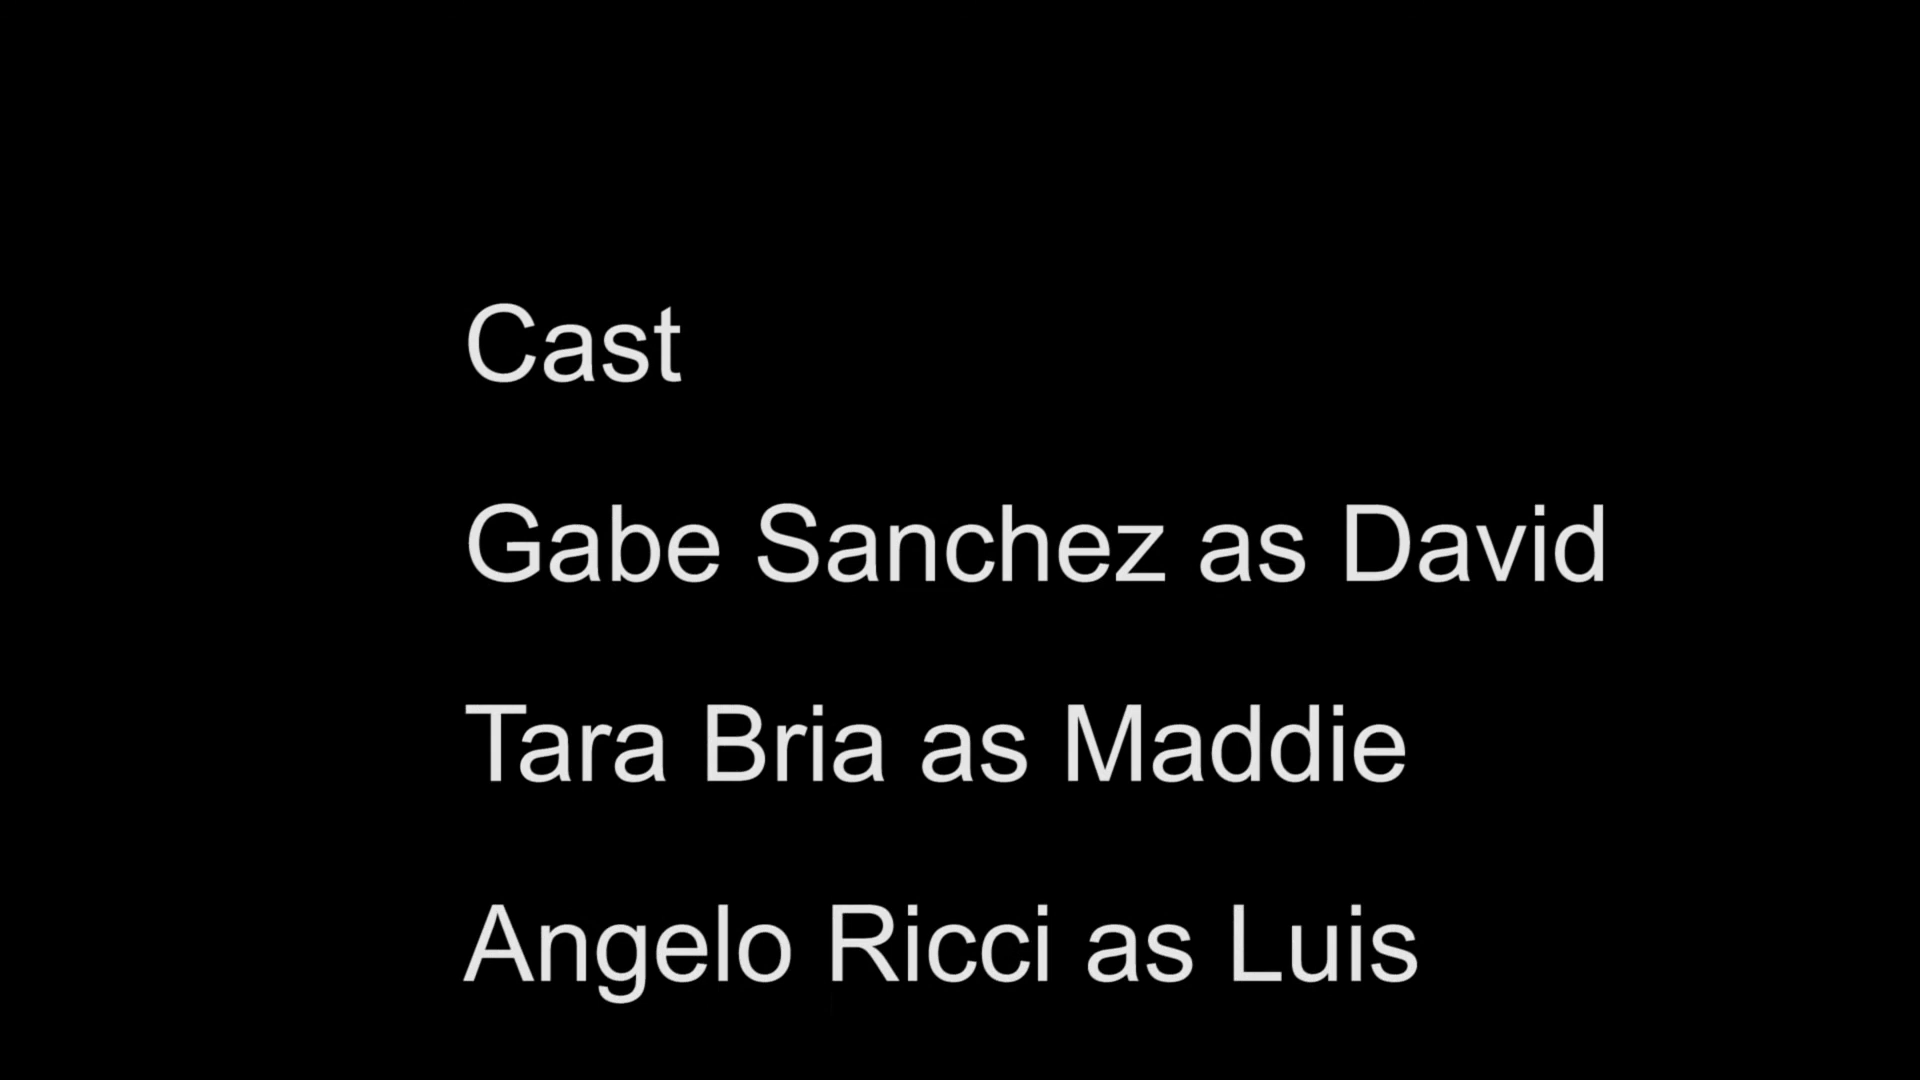 Cast
Gabe Sanchez as David
Tara Bria as Maddie
Angelo Ricci as Luis